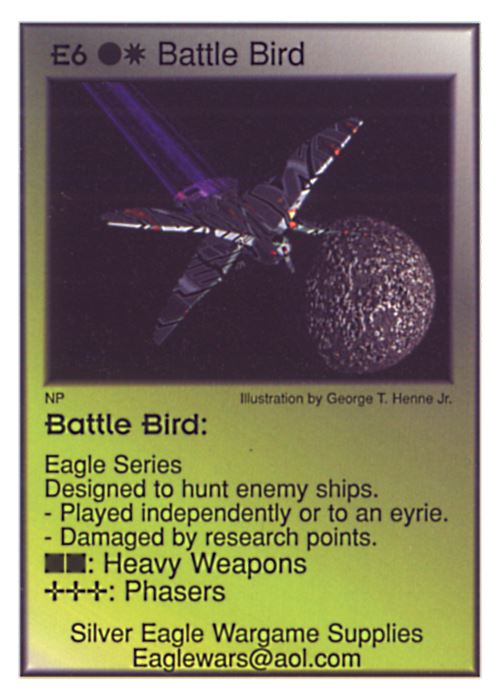 E6 ●✷ Battle Bird
NP Illustration by George T. Henne Jr.
Battle Bird:
Eagle Series
Designed to hunt enemy ships.
- Played independently or to an eyrie.
- Damaged by research points.
■■: Heavy Weapons
✛✛✛: Phasers
Silver Eagle Wargame Supplies
Eaglewars@aol.com